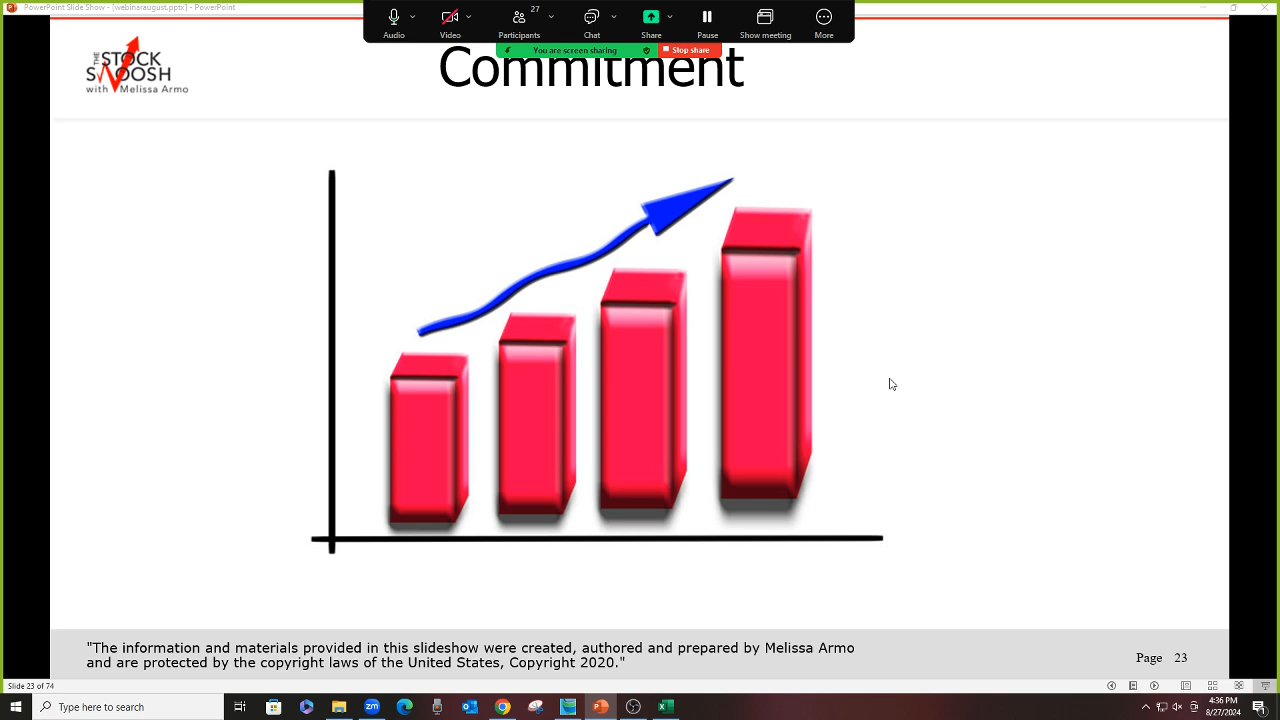 PowerPoint Slide Show - [webinaraugust.pptx] - PowerPoint
27
Audio Video Participants Chat Share Pause Show meeting More
You are screen sharing Stop share
THE STOCK
SWOOSH
with Melissa Armo
Commitment
"The information and materials provided in this slideshow were created, authored and prepared by Melissa Armo
and are protected by the copyright laws of the United States, Copyright 2020."
Page 23
Slide 23 of 74
Type here to search
4:36 PM
8/27/2024